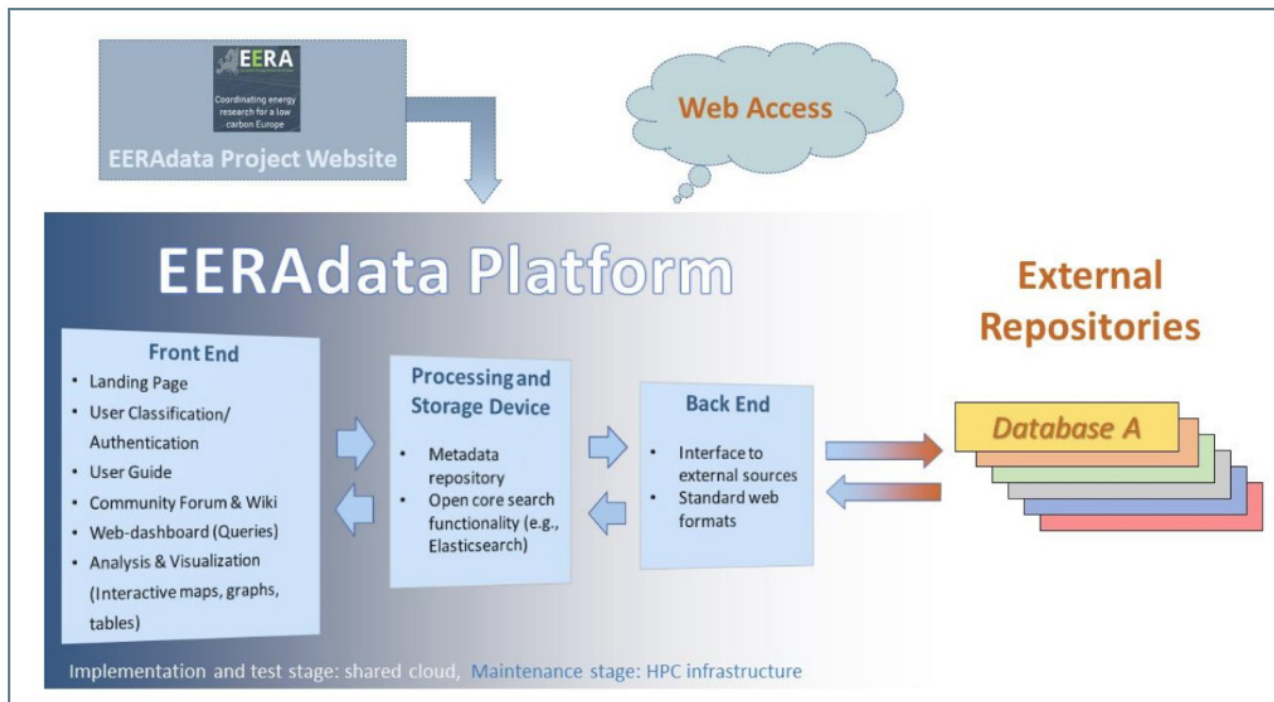 EERA
Coordinating energy
research for a low
carbon Europe
EERAdata Project Website
Web Access
EERAdata Platform
External
Repositories
Front End
• Landing Page
• User Classification/
Authentication
• User Guide
• Community Forum & Wiki
• Web-dashboard (Queries)
• Analysis & Visualization
(Interactive maps, graphs,
tables)
Processing and
Storage Device
• Metadata
repository
• Open core search
functionality (e.g.,
Elasticsearch)
Back End
• Interface to
external sources
• Standard web
formats
Database A
Implementation and test stage: shared cloud, Maintenance stage: HPC infrastructure